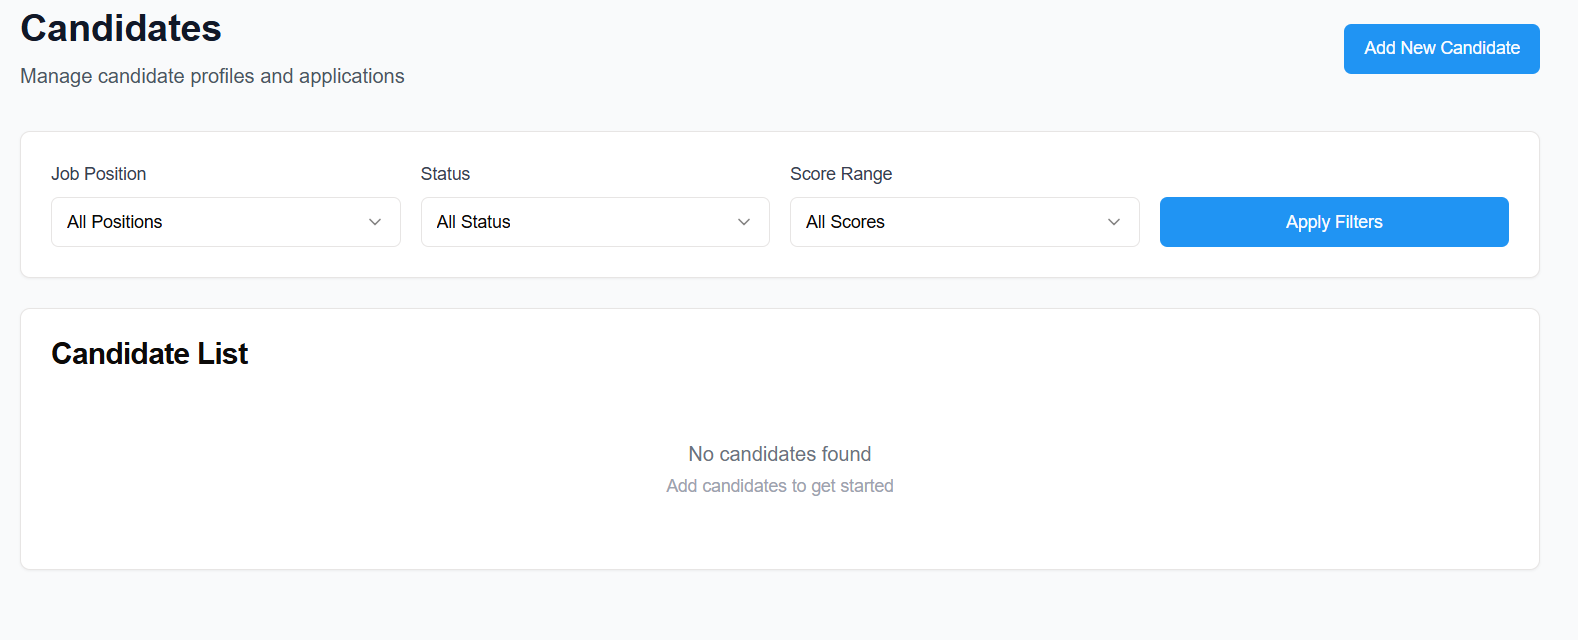 Candidates
Add New Candidate
Manage candidate profiles and applications
Job Position
Status
Score Range
All Positions
All Status
All Scores
Apply Filters
Candidate List
No candidates found
Add candidates to get started